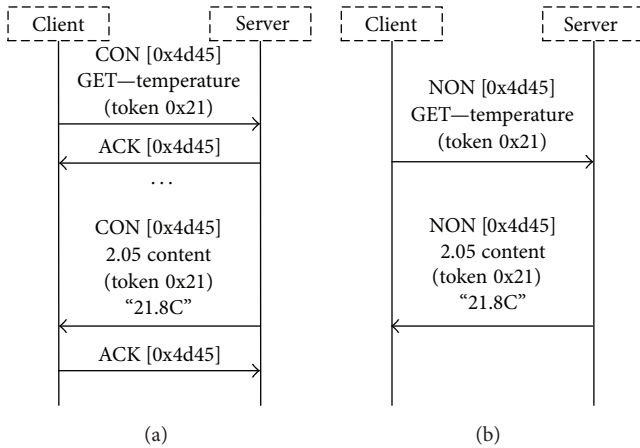 Client
Server
CON [0x4d45]
GET—temperature
(token 0x21)
ACK [0x4d45]
...
CON [0x4d45]
2.05 content
(token 0x21)
“21.8C”
ACK [0x4d45]
(a)
Client
Server
NON [0x4d45]
GET—temperature
(token 0x21)
NON [0x4d45]
2.05 content
(token 0x21)
“21.8C”
(b)